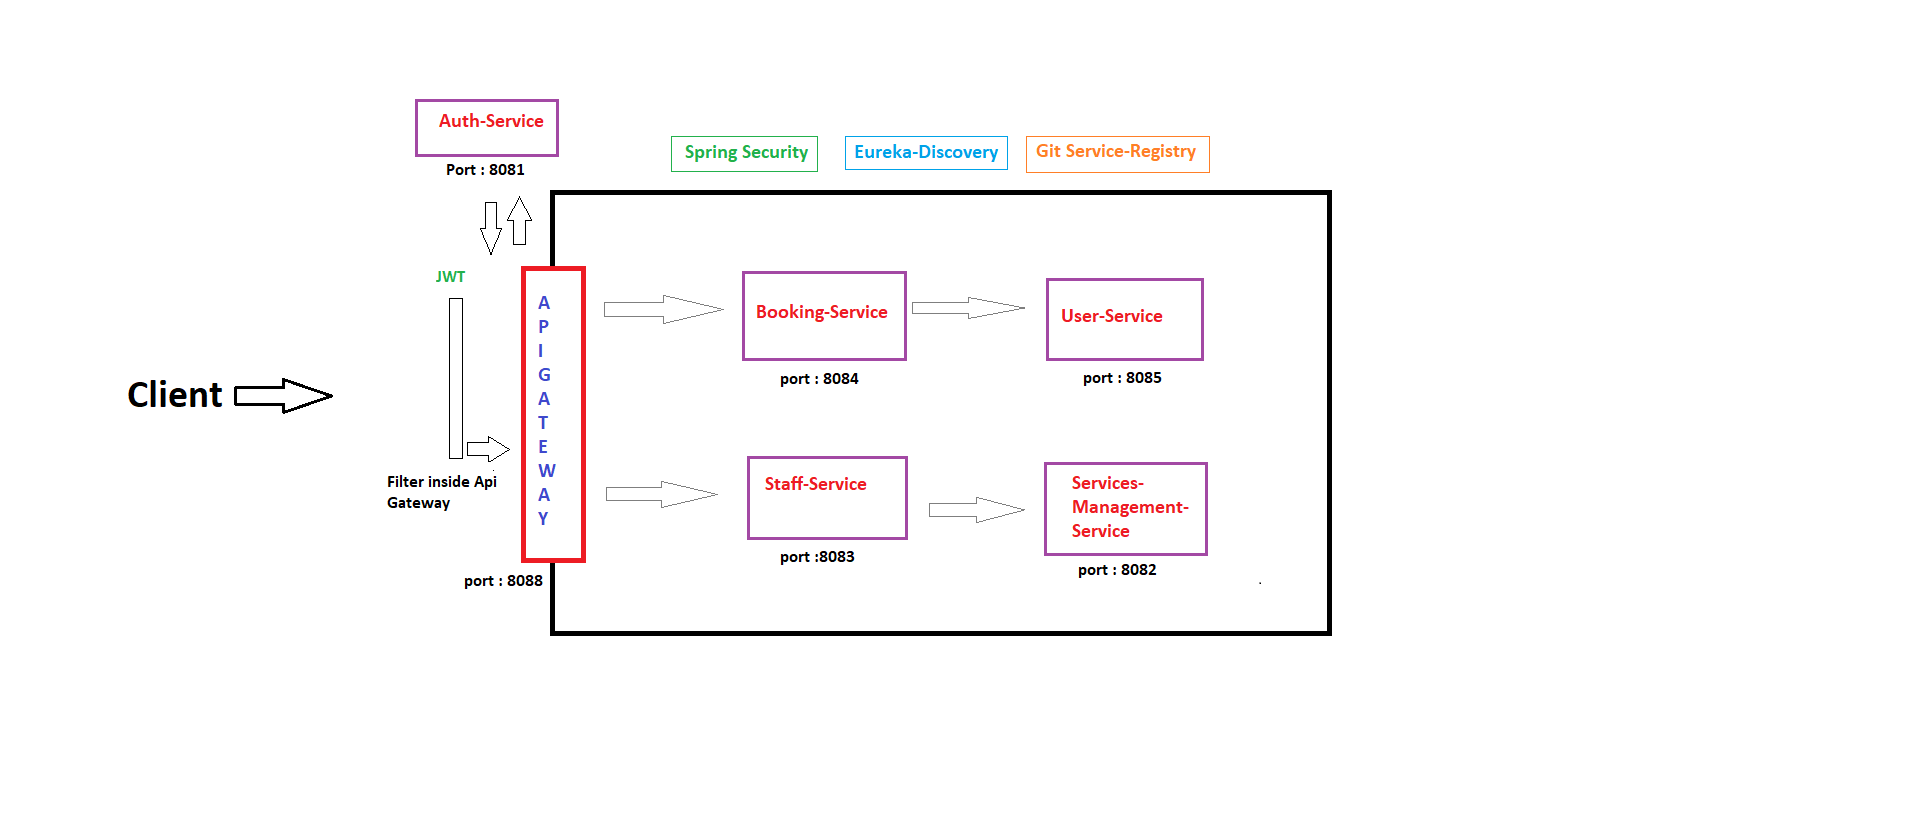 Auth-Service
Port : 8081
Spring Security
Eureka-Discovery
Git Service-Registry
JWT
A
P
I
G
A
T
E
W
A
Y
Booking-Service
port : 8084
User-Service
port : 8085
Client
Filter inside Api
Gateway
port : 8088
Staff-Service
port :8083
Services-
Management-
Service
port : 8082